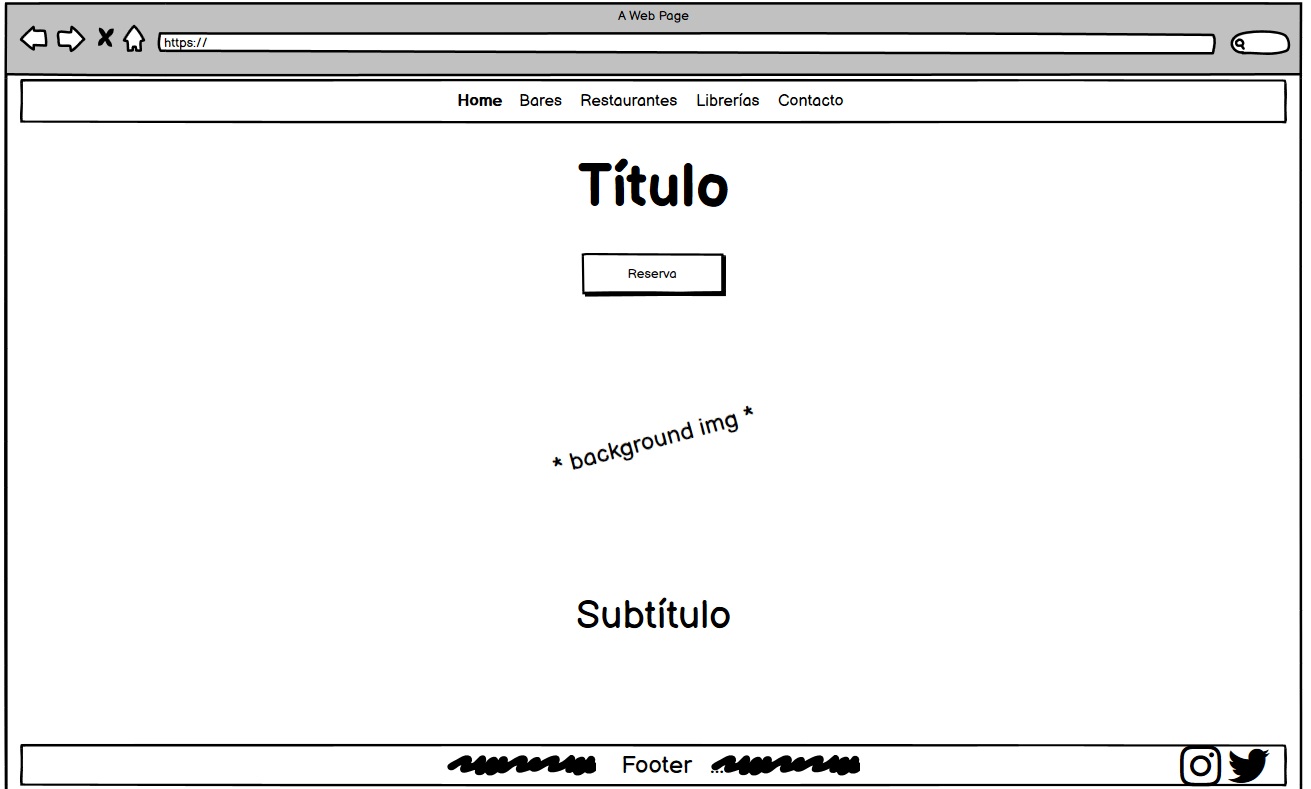 A Web Page
https://
Home Bares Restaurantes Librerías Contacto
Título
Reserva
* background img *
Subtítulo
Footer